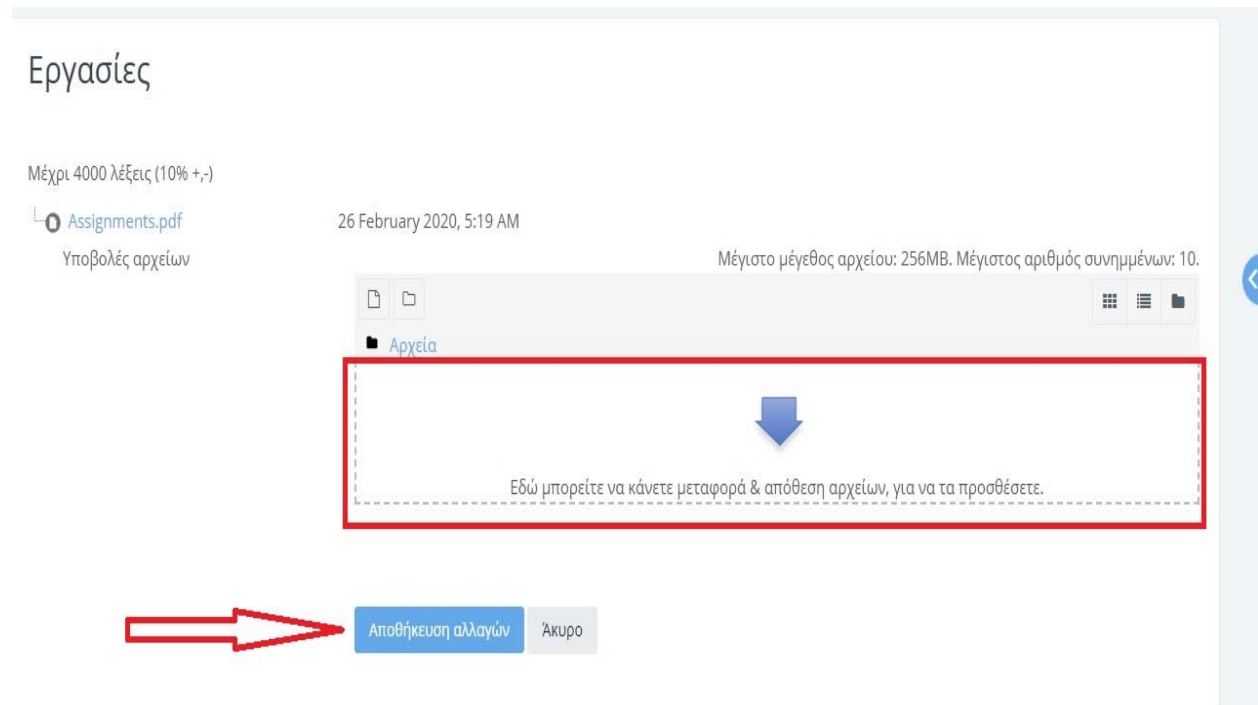 Εργασίες
Μέχρι 4000 λέξεις (10% +,-)
Assignments.pdf 26 February 2020, 5:19 AM
Υποβολές αρχείων Μέγιστο μέγεθος αρχείου: 256MB. Μέγιστος αριθμός συνημμένων: 10.
Αρχεία
Εδώ μπορείτε να κάνετε μεταφορά & απόθεση αρχείων, για να τα προσθέσετε.
Αποθήκευση αλλαγών Άκυρο